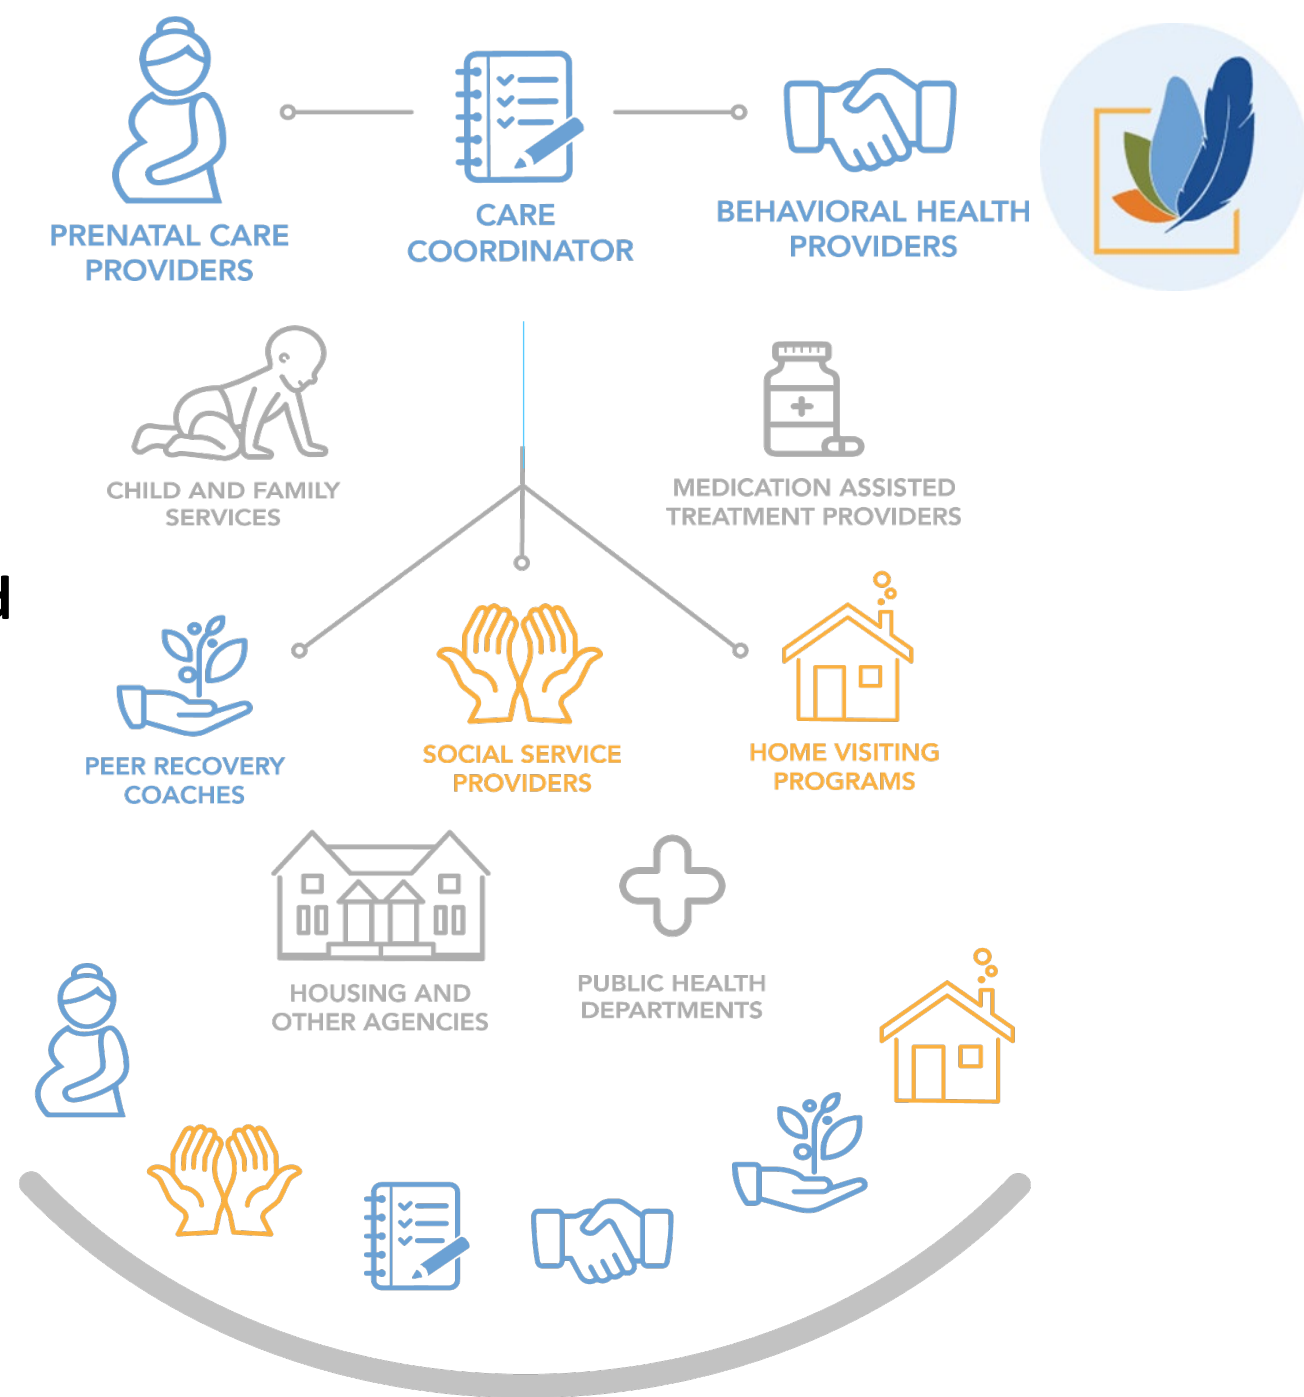 PRENATAL CARE
PROVIDERS
CARE
COORDINATOR
BEHAVIORAL HEALTH
PROVIDERS
CHILD AND FAMILY
SERVICES
MEDICATION ASSISTED
TREATMENT PROVIDERS
d
PEER RECOVERY
COACHES
SOCIAL SERVICE
PROVIDERS
HOME VISITING
PROGRAMS
HOUSING AND
OTHER AGENCIES
PUBLIC HEALTH
DEPARTMENTS